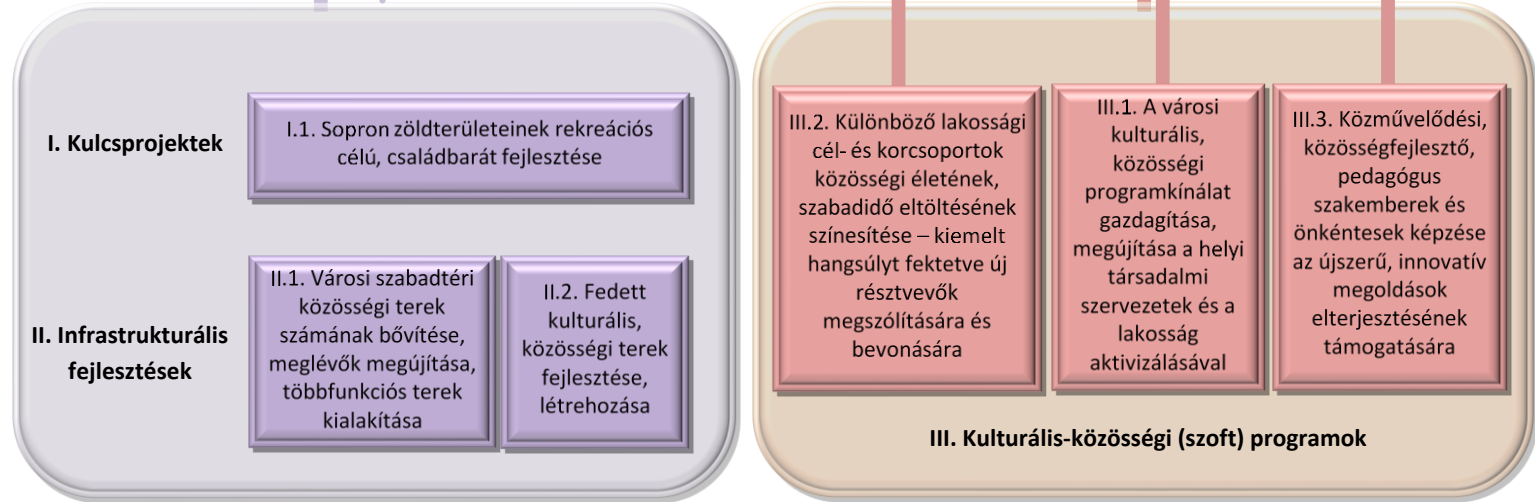 I. Kulcsprojektek
I.1. Sopron zöldterületeinek rekreációs
célú, családbarát fejlesztése
II. Infrastrukturális
fejlesztések
II.1. Városi szabadtéri
közösségi terek
számának bővítése,
meglévők megújítása,
többfunkciós terek
kialakítása
II.2. Fedett
kulturális,
közösségi terek
fejlesztése,
létrehozása
III.2. Különböző lakossági
cél- és korcsoportok
közösségi életének,
szabadidő eltöltésének
színesítése – kiemelt
hangsúlyt fektetve új
résztvevők
megszólítására és
bevonására
III.1. A városi
kulturális,
közösségi
programkínálat
gazdagítása,
megújítása a helyi
társadalmi
szervezetek és a
lakosság
aktivizálásával
III.3. Közművelődési,
közösségfejlesztő,
pedagógus
szakemberek és
önkéntesek képzése
az újszerű, innovatív
megoldások
elterjesztésének
támogatására
III. Kulturális-közösségi (szoft) programok